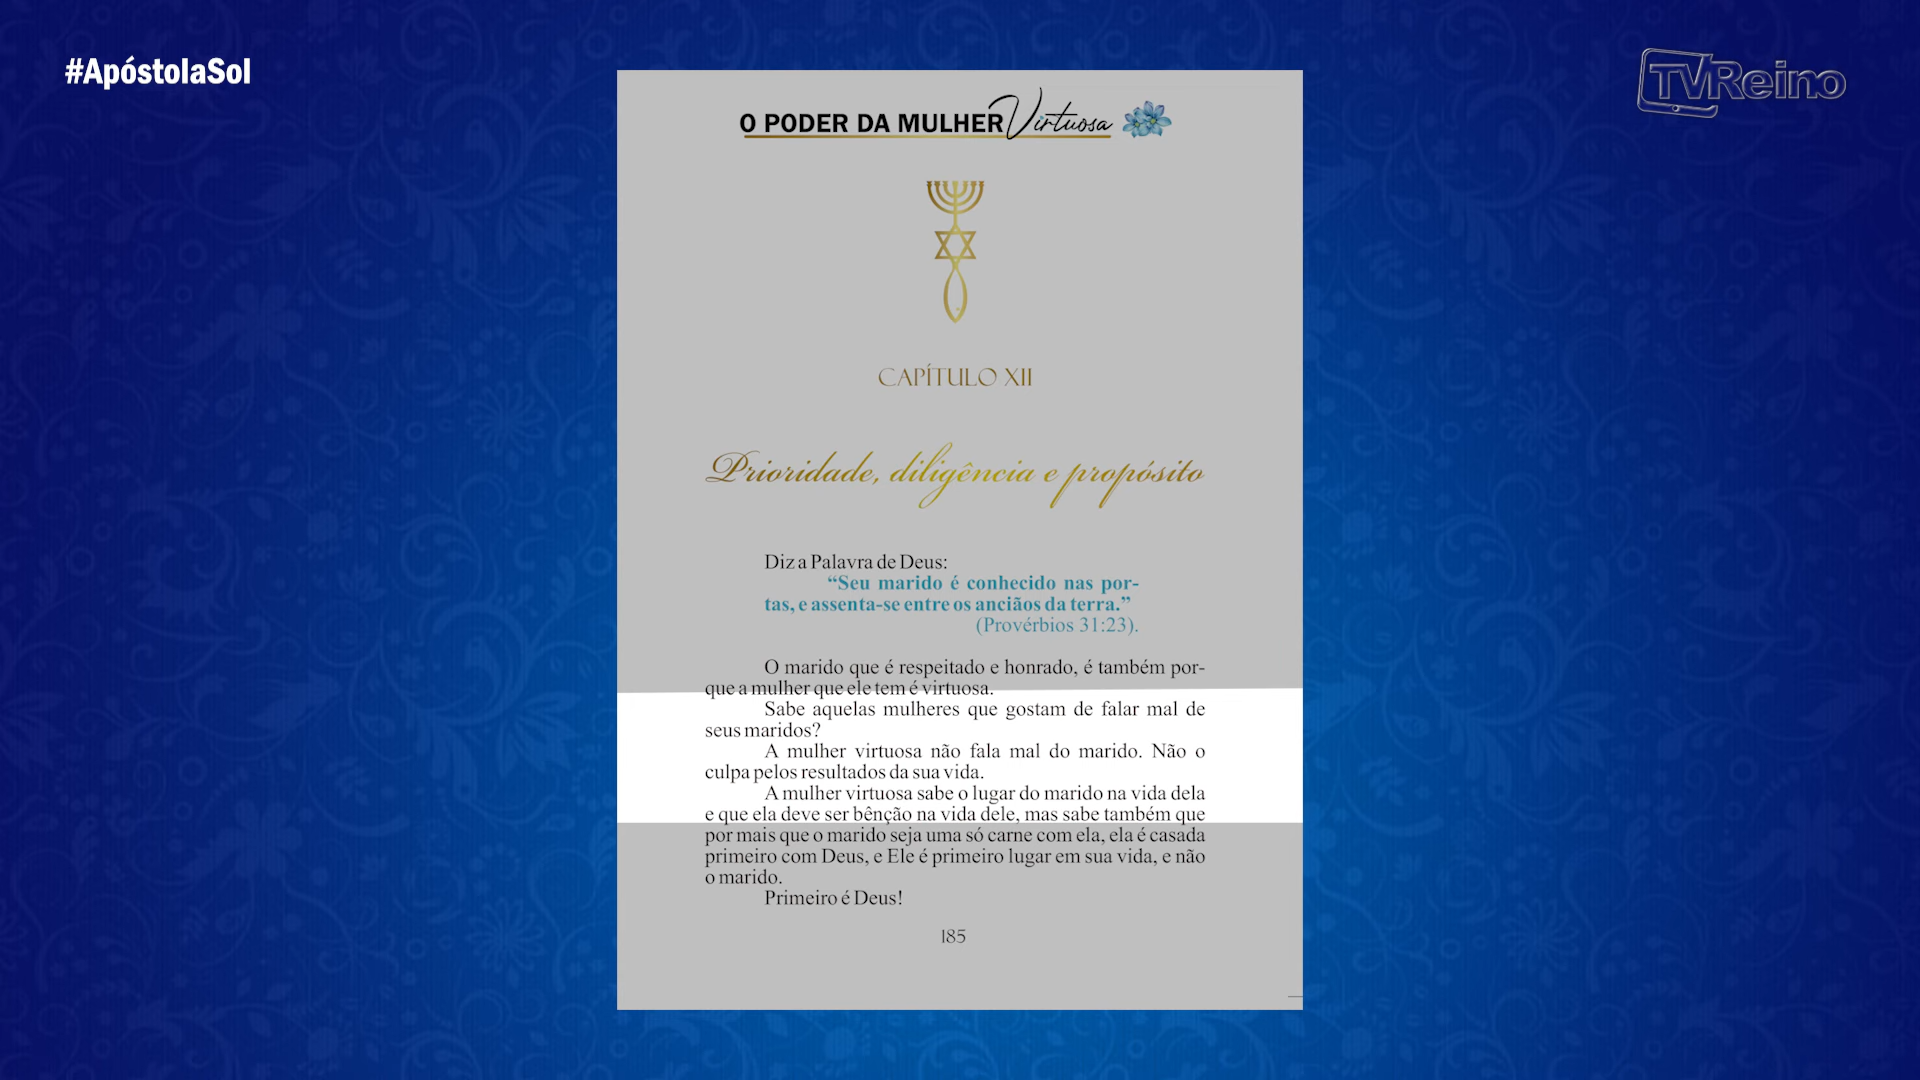 #ApóstolaSol
TVReino
O PODER DA MULHER Virtuosa
CAPÍTULO XII
Prioridade, diligência e propósito
Diz a Palavra de Deus:
“Seu marido é conhecido nas por-
tas, e assenta-se entre os anciãos da terra.”
(Provérbios 31:23).
O marido que é respeitado e honrado, é também por-
que a mulher que ele tem é virtuosa.
Sabe aquelas mulheres que gostam de falar mal de
seus maridos?
A mulher virtuosa não fala mal do marido. Não o
culpa pelos resultados da sua vida.
A mulher virtuosa sabe o lugar do marido na vida dela
e que ela deve ser bênção na vida dele, mas sabe também que
por mais que o marido seja uma só carne com ela, ela é casada
primeiro com Deus, e Ele é primeiro lugar em sua vida, e não
o marido.
Primeiro é Deus!
185